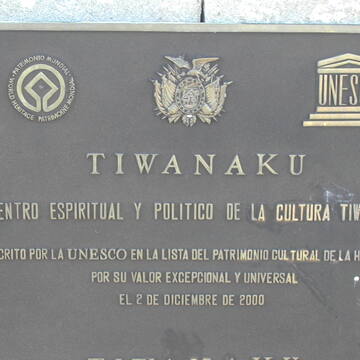 PATRIMONIO MUNDIAL • WORLD HERITAGE • PATRIMOINE MONDIAL •
UNES
TIWANAKU
ENTRO ESPIRITUAL Y POLITICO DE LA CULTURA TIW
CRITO POR LA UNESCO EN LA LISTA DEL PATRIMONIO CULTURAL DE LA H
POR SU VALOR EXCEPCIONAL Y UNIVERSAL
EL 2 DE DICIEMBRE DE 2000